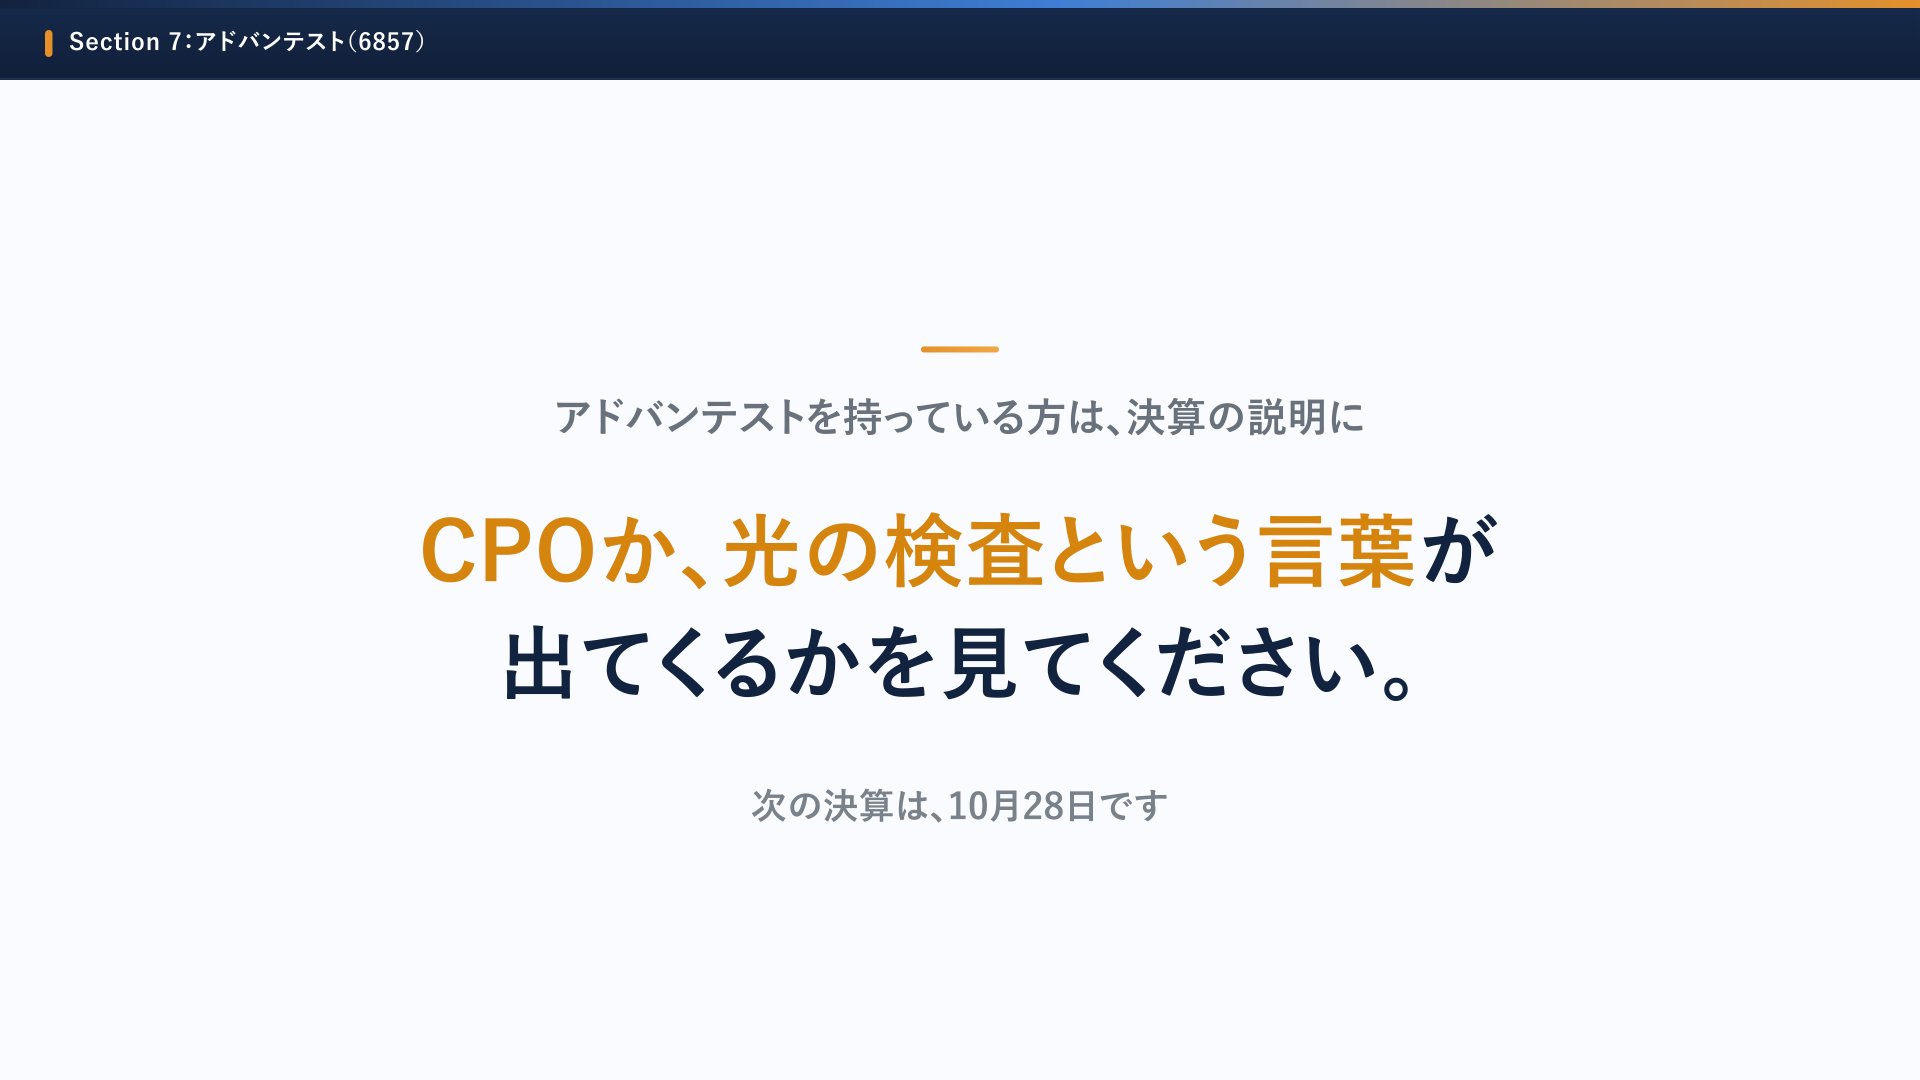 Section 7：アドバンテスト（6857）
アドバンテストを持っている方は、決算の説明に
CPOか、光の検査という言葉が
出てくるかを見てください。
次の決算は、10月28日です